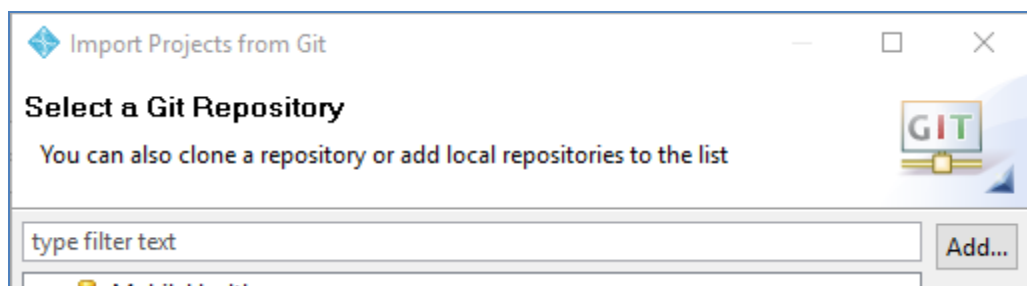 Import Projects from Git
Select a Git Repository
You can also clone a repository or add local repositories to the list
GIT
type filter text
Add...